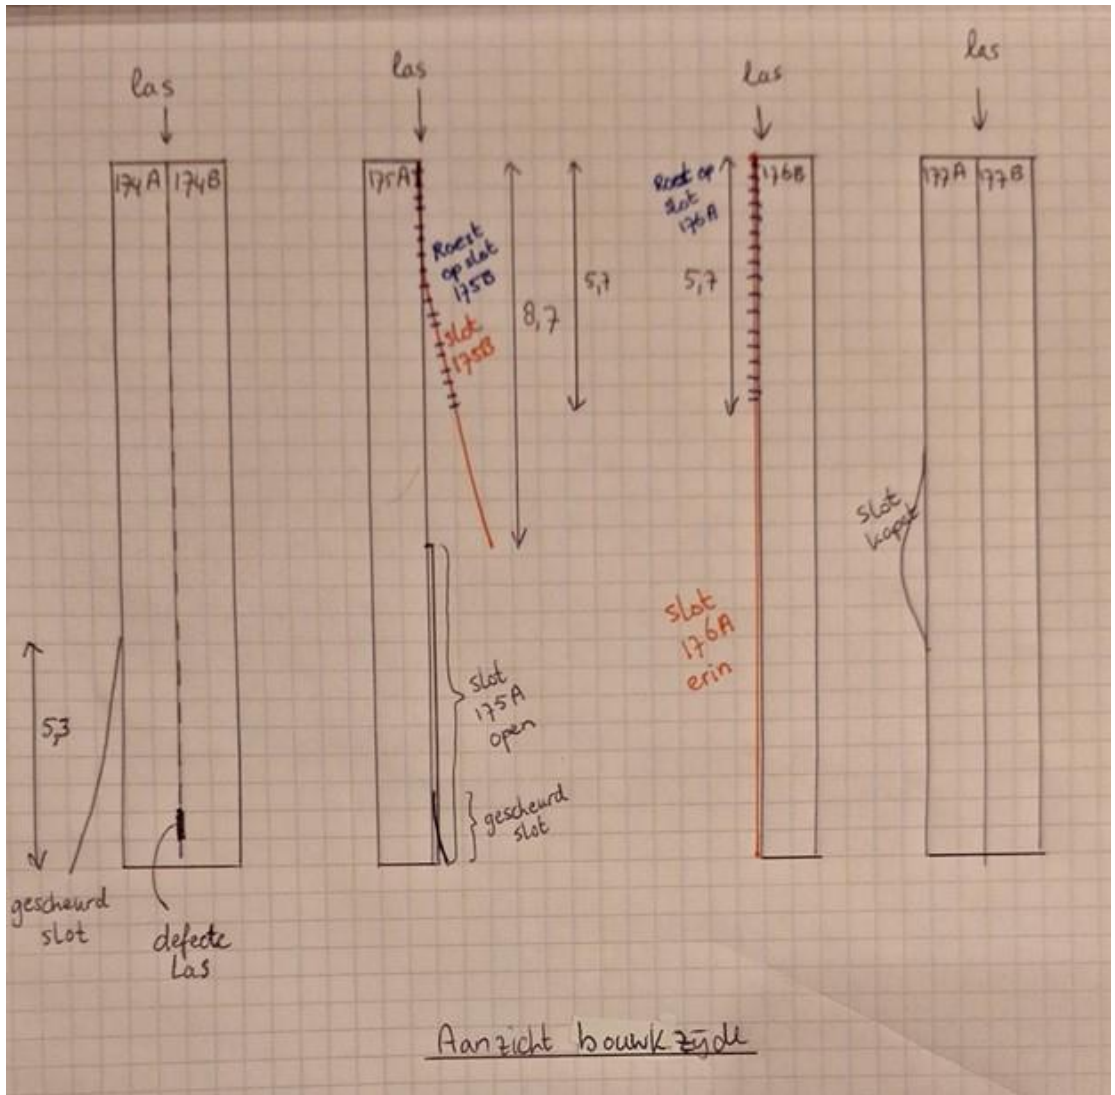 las
las
las
las
174A 174B
175A
176B
177A 177B
Roest
op slot
175B
slot
175B
8,7
5,7
Roest op
slot
176A
5,7
slot
kapot
slot
176A
erin
5,3
slot
175A
open
gescheurd
slot
gescheurd
slot
defecte
Las
Aanzicht bouwkzijde